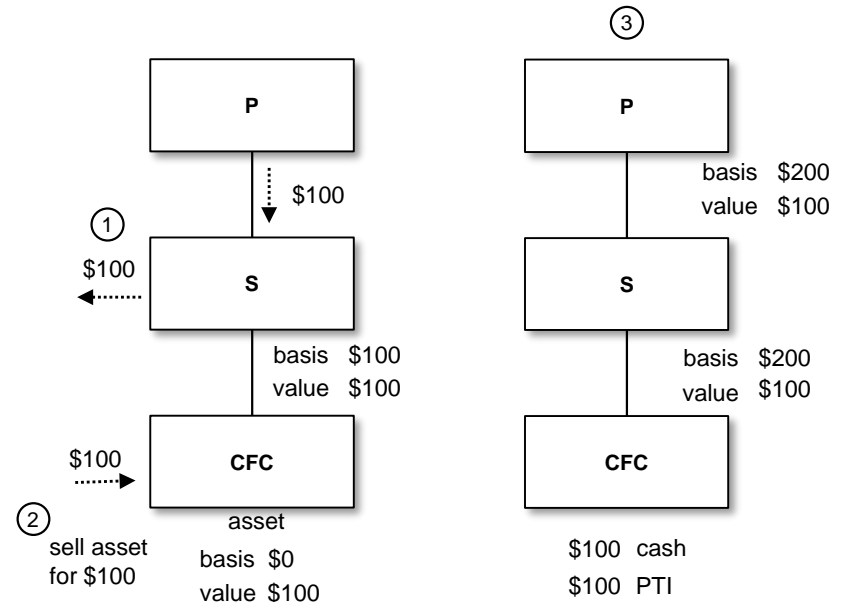 P
$100
1
$100
S
basis $100
value $100
$100
CFC
2
sell asset
for $100
asset
basis $0
value $100
3
P
basis $200
value $100
S
basis $200
value $100
CFC
$100 cash
$100 PTI